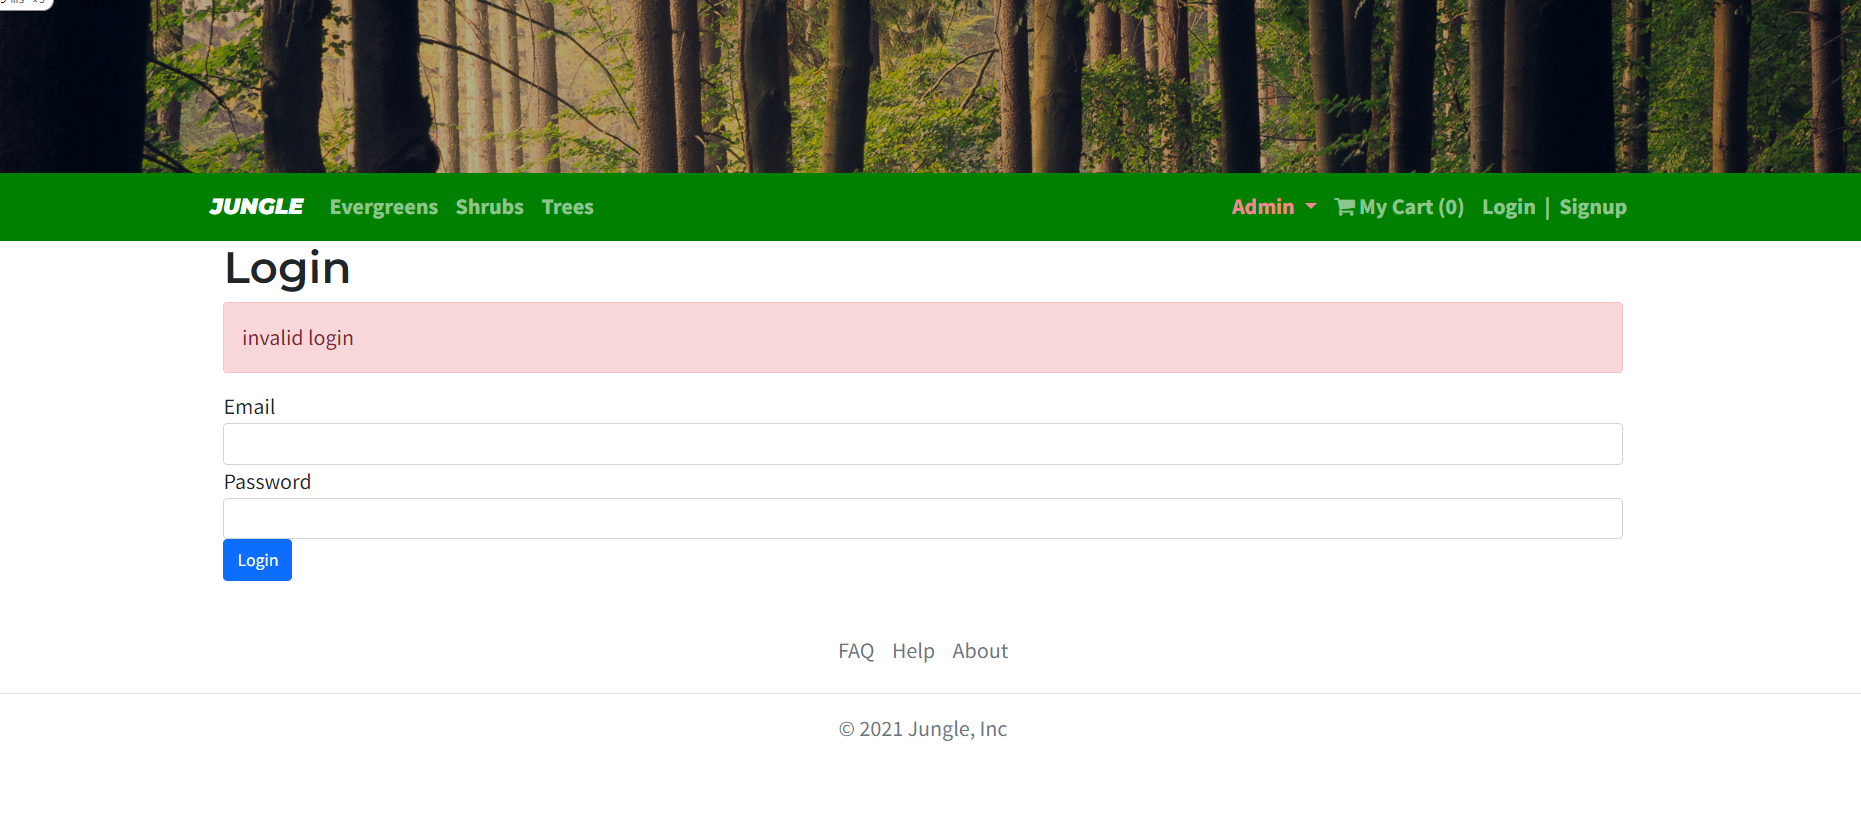 JUNGLE Evergreens Shrubs Trees Admin My Cart (0) Login | Signup
Login
invalid login
Email
Password
Login
FAQ Help About
© 2021 Jungle, Inc